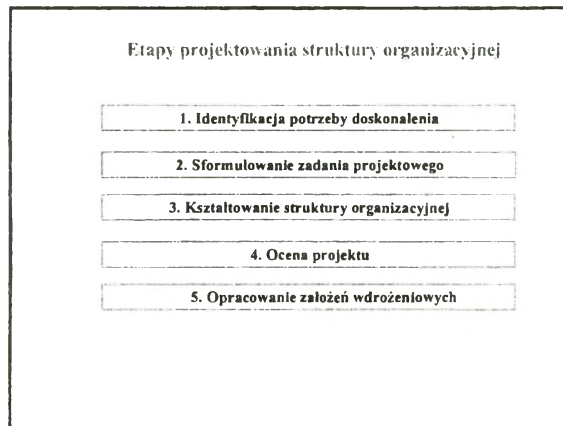 Etapy projektowania struktury organizacyjnej
1. Identyfikacja potrzeby doskonalenia
2. Sformułowanie zadania projektowego
3. Kształtowanie struktury organizacyjnej
4. Ocena projektu
5. Opracowanie założeń wdrożeniowych